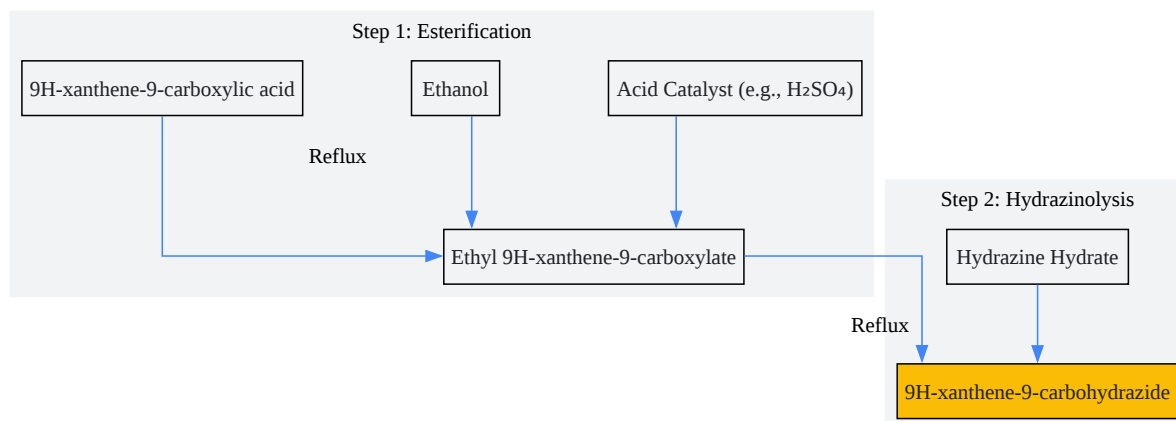 Step 1: Esterification
9H-xanthene-9-carboxylic acid
Ethanol
Acid Catalyst (e.g., H₂SO₄)
Reflux
Ethyl 9H-xanthene-9-carboxylate
Step 2: Hydrazinolysis
Hydrazine Hydrate
Reflux
9H-xanthene-9-carbohydrazide